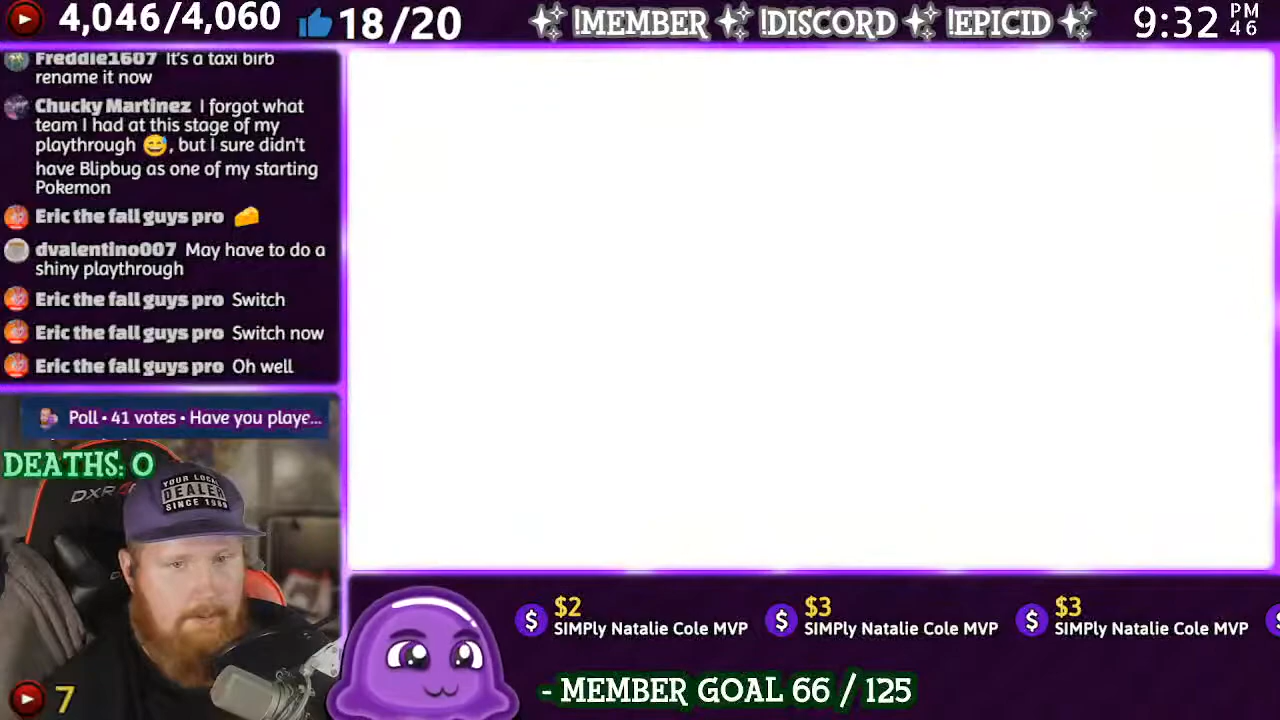 4,046/4,060
18/20
!MEMBER
!DISCORD
!EPICID
9:32 PM 46
Freddie1607 It's a taxi birb
rename it now
Chucky Martinez I forgot what
team I had at this stage of my
playthrough 😅, but I sure didn't
have Blipbug as one of my starting
Pokemon
Eric the fall guys pro 🧀
dvalentino007 May have to do a
shiny playthrough
Eric the fall guys pro Switch
Eric the fall guys pro Switch now
Eric the fall guys pro Oh well
Poll • 41 votes • Have you playe...
DEATHS: 0
DXR
YOUR LOCAL
DEALER
7
$2
SIMPly Natalie Cole MVP
$3
SIMPly Natalie Cole MVP
$3
SIMPly Natalie Cole MVP
- MEMBER GOAL 66 / 125